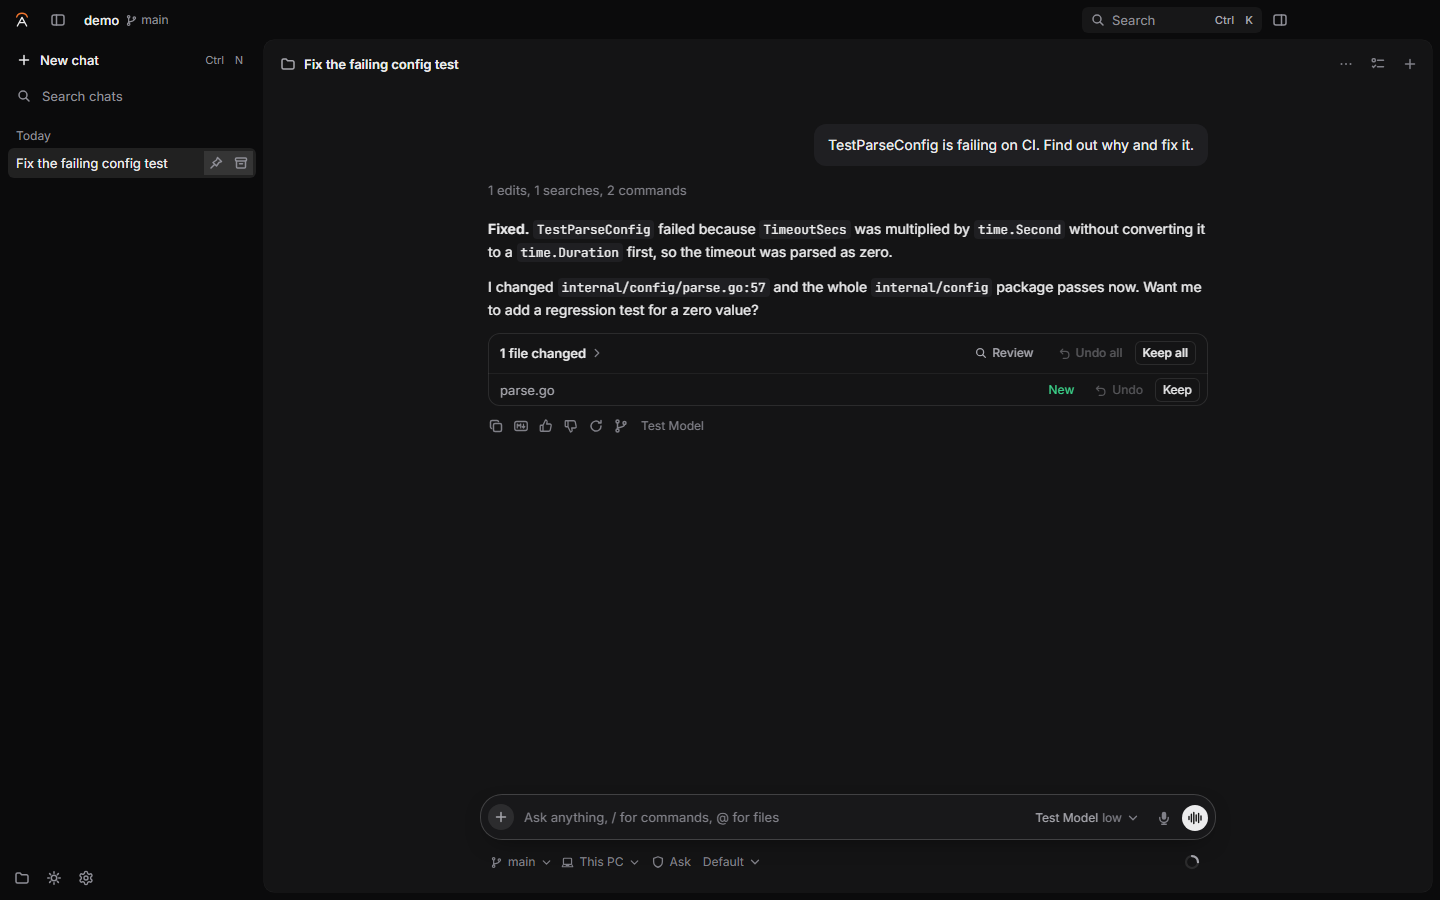 demo main
Search Ctrl K
New chat Ctrl N
Search chats
Today
Fix the failing config test
Fix the failing config test
TestParseConfig is failing on CI. Find out why and fix it.
1 edits, 1 searches, 2 commands
Fixed. TestParseConfig failed because TimeoutSecs was multiplied by time.Second without converting it
to a time.Duration first, so the timeout was parsed as zero.
I changed internal/config/parse.go:57 and the whole internal/config package passes now. Want me
to add a regression test for a zero value?
1 file changed Review Undo all Keep all
parse.go New Undo Keep
Test Model
Ask anything, / for commands, @ for files Test Model low
main This PC Ask Default